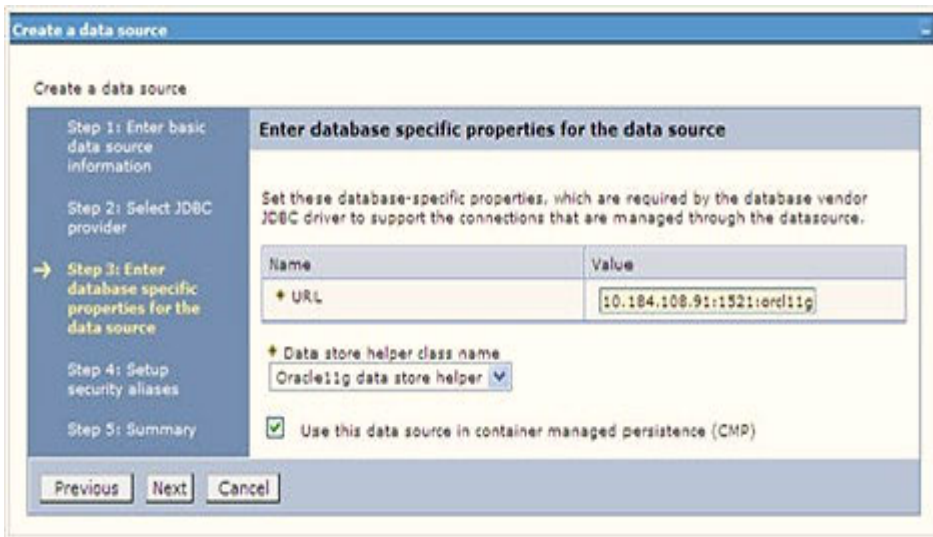 Create a data source
Create a data source
Step 1: Enter basic
data source
information
Step 2: Select JDBC
provider
Step 3: Enter
database specific
properties for the
data source
Step 4: Setup
security aliases
Step 5: Summary
Enter database specific properties for the data source
Set these database-specific properties, which are required by the database vendor
JDBC driver to support the connections that are managed through the datasource.
Name Value
URL 10.184.108.91:1521:orcl11g
Data store helper class name
Oracle11g data store helper
Use this data source in container managed persistence (CMP)
Previous Next Cancel